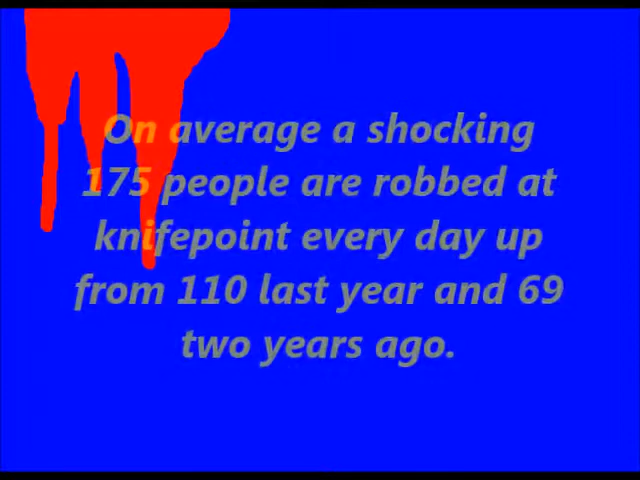 On average a shocking
175 people are robbed at
knifepoint every day up
from 110 last year and 69
two years ago.